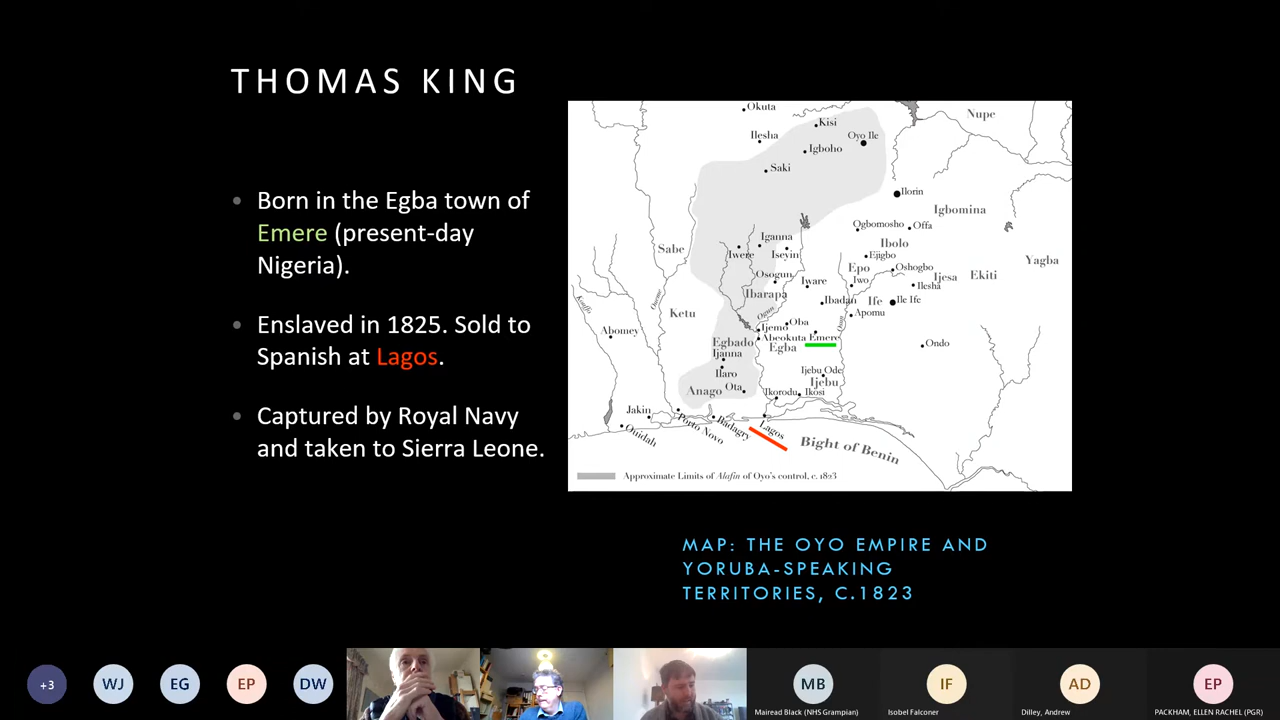 THOMAS KING
Born in the Egba town of
Emere (present-day
Nigeria).
Enslaved in 1825. Sold to
Spanish at Lagos.
Captured by Royal Navy
and taken to Sierra Leone.
Okuta
Kisi
Nupe
Ilesha
Oyo Ile
Igboho
Saki
Ilorin
Igbomina
Ogbomosho
Offa
Ibolo
Iganna
Sabe
Iwere
Iseyin
Ejigbo
Yagba
Epo
Oshogbo
Osogun
Iware
Iwo
Ijesa
Ekiti
Ilesha
Ibarapa
Ibadan
Ife
Ile Ife
Ketu
Ogun
Apomu
Oba
Ijemo
Abomey
Abeokuta
Emere
Egbado
Egba
Ondo
Ijanna
Ilaro
Ijebu Ode
Ijebu
Anago
Ota
Ikorodu
Ikosi
Jakin
Ouidah
Porto Novo
Badagry
Lagos
Bight of Benin
Approximate Limits of Alafin of Oyo's control, c. 1823
MAP: THE OYO EMPIRE AND
YORUBA-SPEAKING
TERRITORIES, C.1823
+3
WJ
EG
EP
DW
MB
IF
AD
EP
Mairead Black (NHS Grampian)
Isobel Falconer
Dilley, Andrew
PACKHAM, ELLEN RACHEL (PGR)